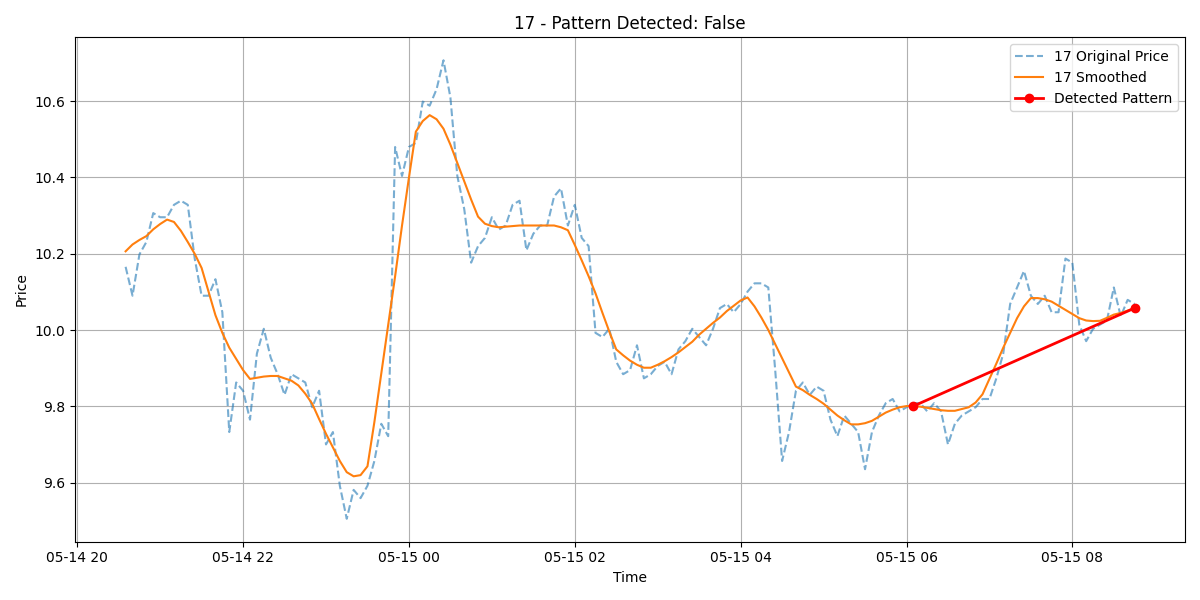 17 - Pattern Detected: False
17 Original Price
17 Smoothed
Detected Pattern
Price
10.6
10.4
10.2
10.0
9.8
9.6
05-14 20
05-14 22
05-15 00
05-15 02
05-15 04
05-15 06
05-15 08
Time